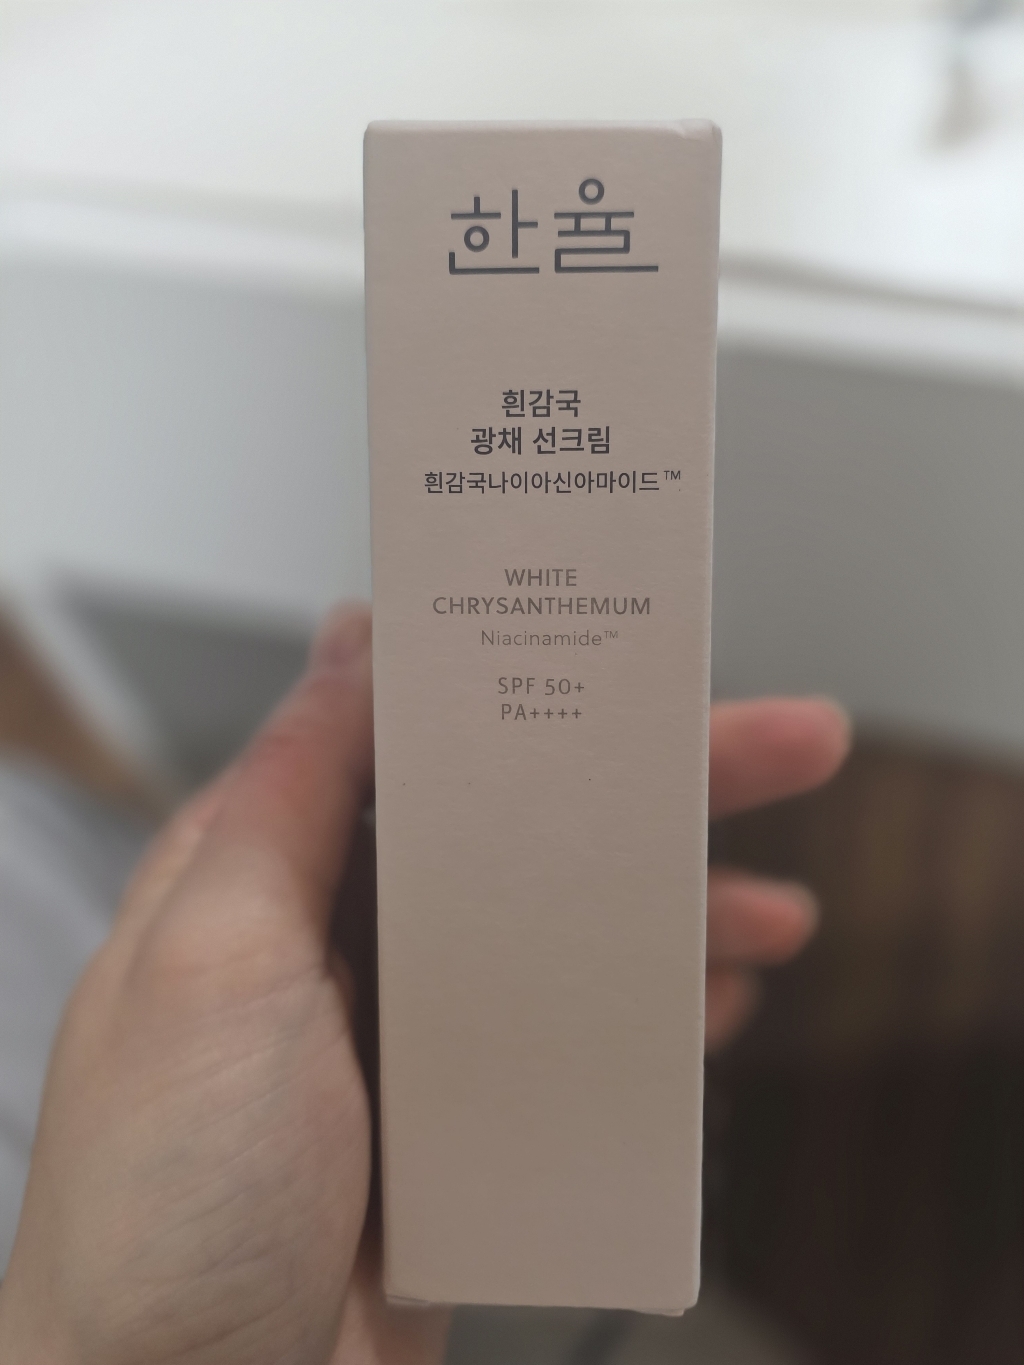 한율
흰감국
광채 선크림
흰감국나이아신아마이드™
WHITE
CHRYSANTHEMUM
Niacinamide™
SPF 50+
PA++++